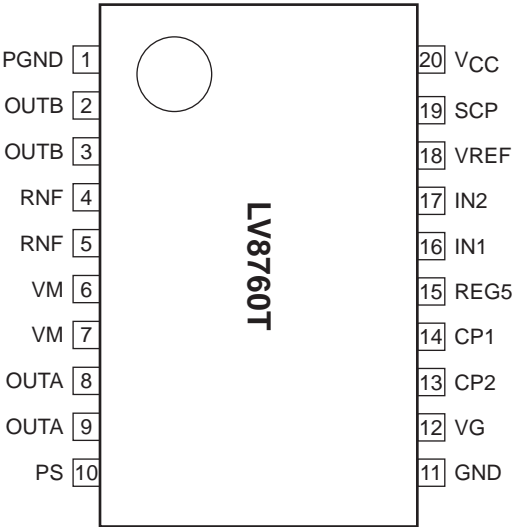 PGND 1
OUTB 2
OUTB 3
RNF 4
RNF 5
VM 6
VM 7
OUTA 8
OUTA 9
PS 10
LV8760T
20 VCC
19 SCP
18 VREF
17 IN2
16 IN1
15 REG5
14 CP1
13 CP2
12 VG
11 GND